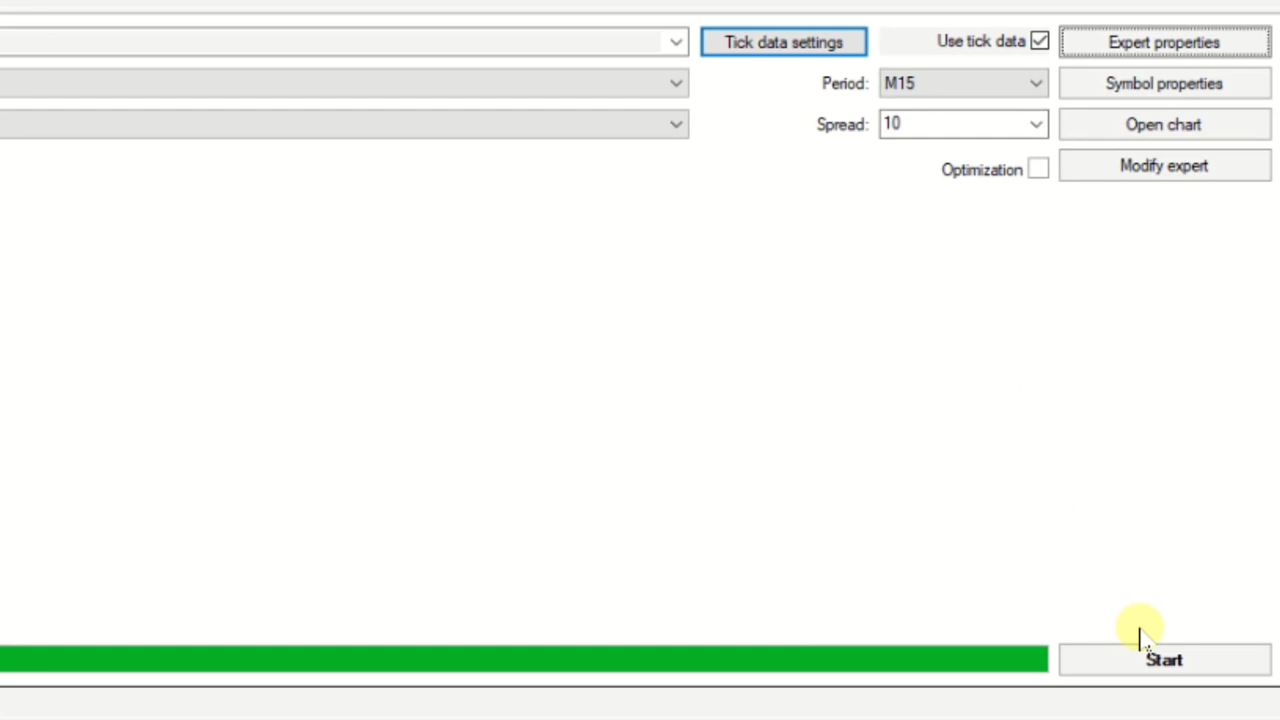 Tick data settings Use tick data Expert properties
Period: M15 Symbol properties
Spread: 10 Open chart
Optimization Modify expert
Start